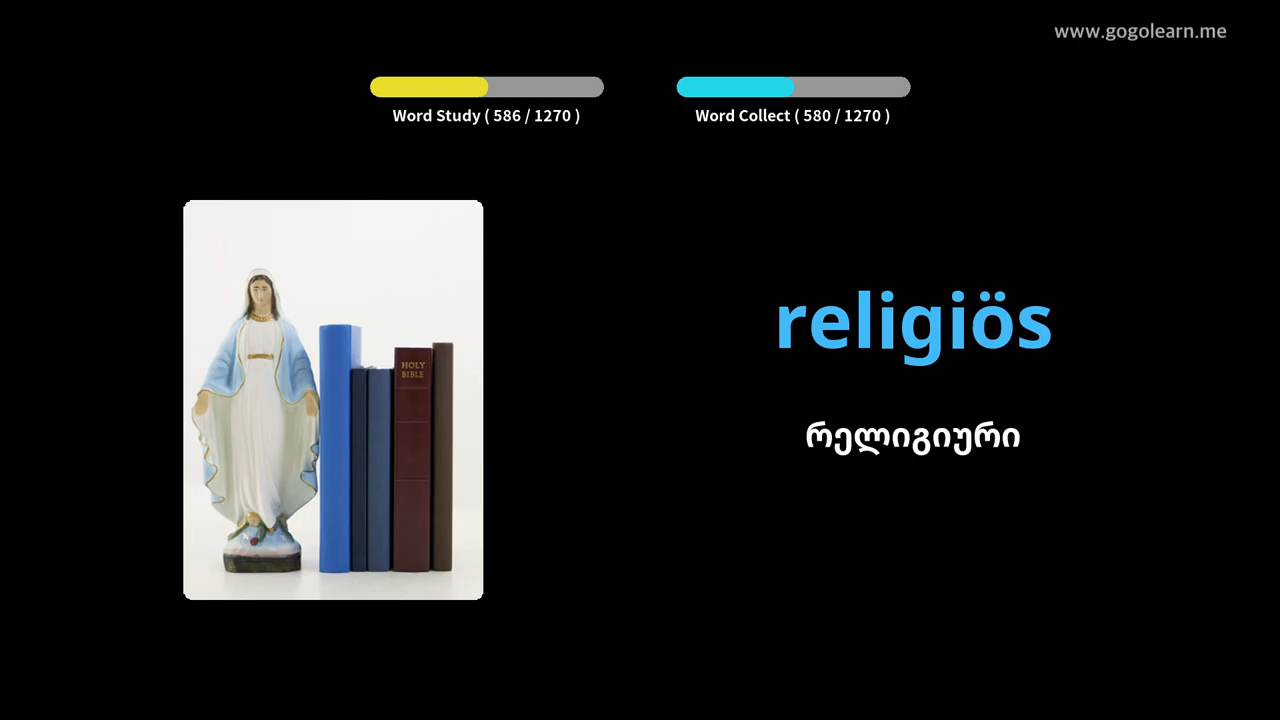 www.gogolearn.me
Word Study ( 586 / 1270 )
Word Collect ( 580 / 1270 )
HOLY
BIBLE
religiös
რელიგიური